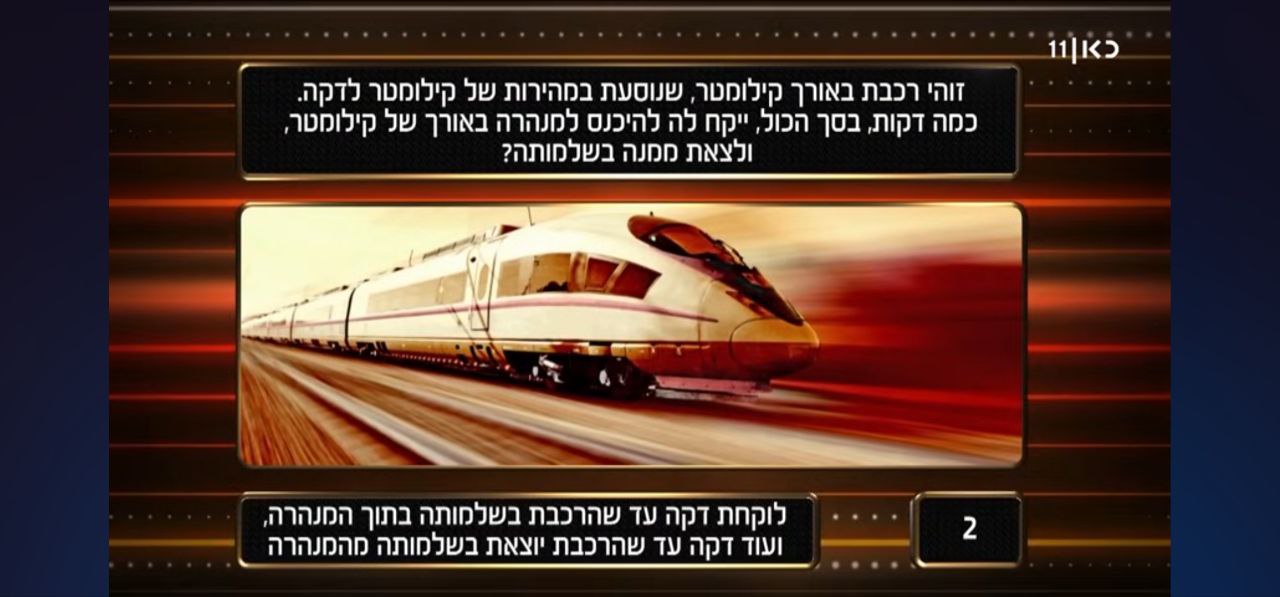 כאן|11
זוהי רכבת באורך קילומטר, שנוסעת במהירות של קילומטר לדקה.
כמה דקות, בסך הכול, ייקח לה להיכנס למנהרה באורך של קילומטר,
ולצאת ממנה בשלמותה?
2
לוקחת דקה עד שהרכבת בשלמותה בתוך המנהרה,
ועוד דקה עד שהרכבת יוצאת בשלמותה מהמנהרה